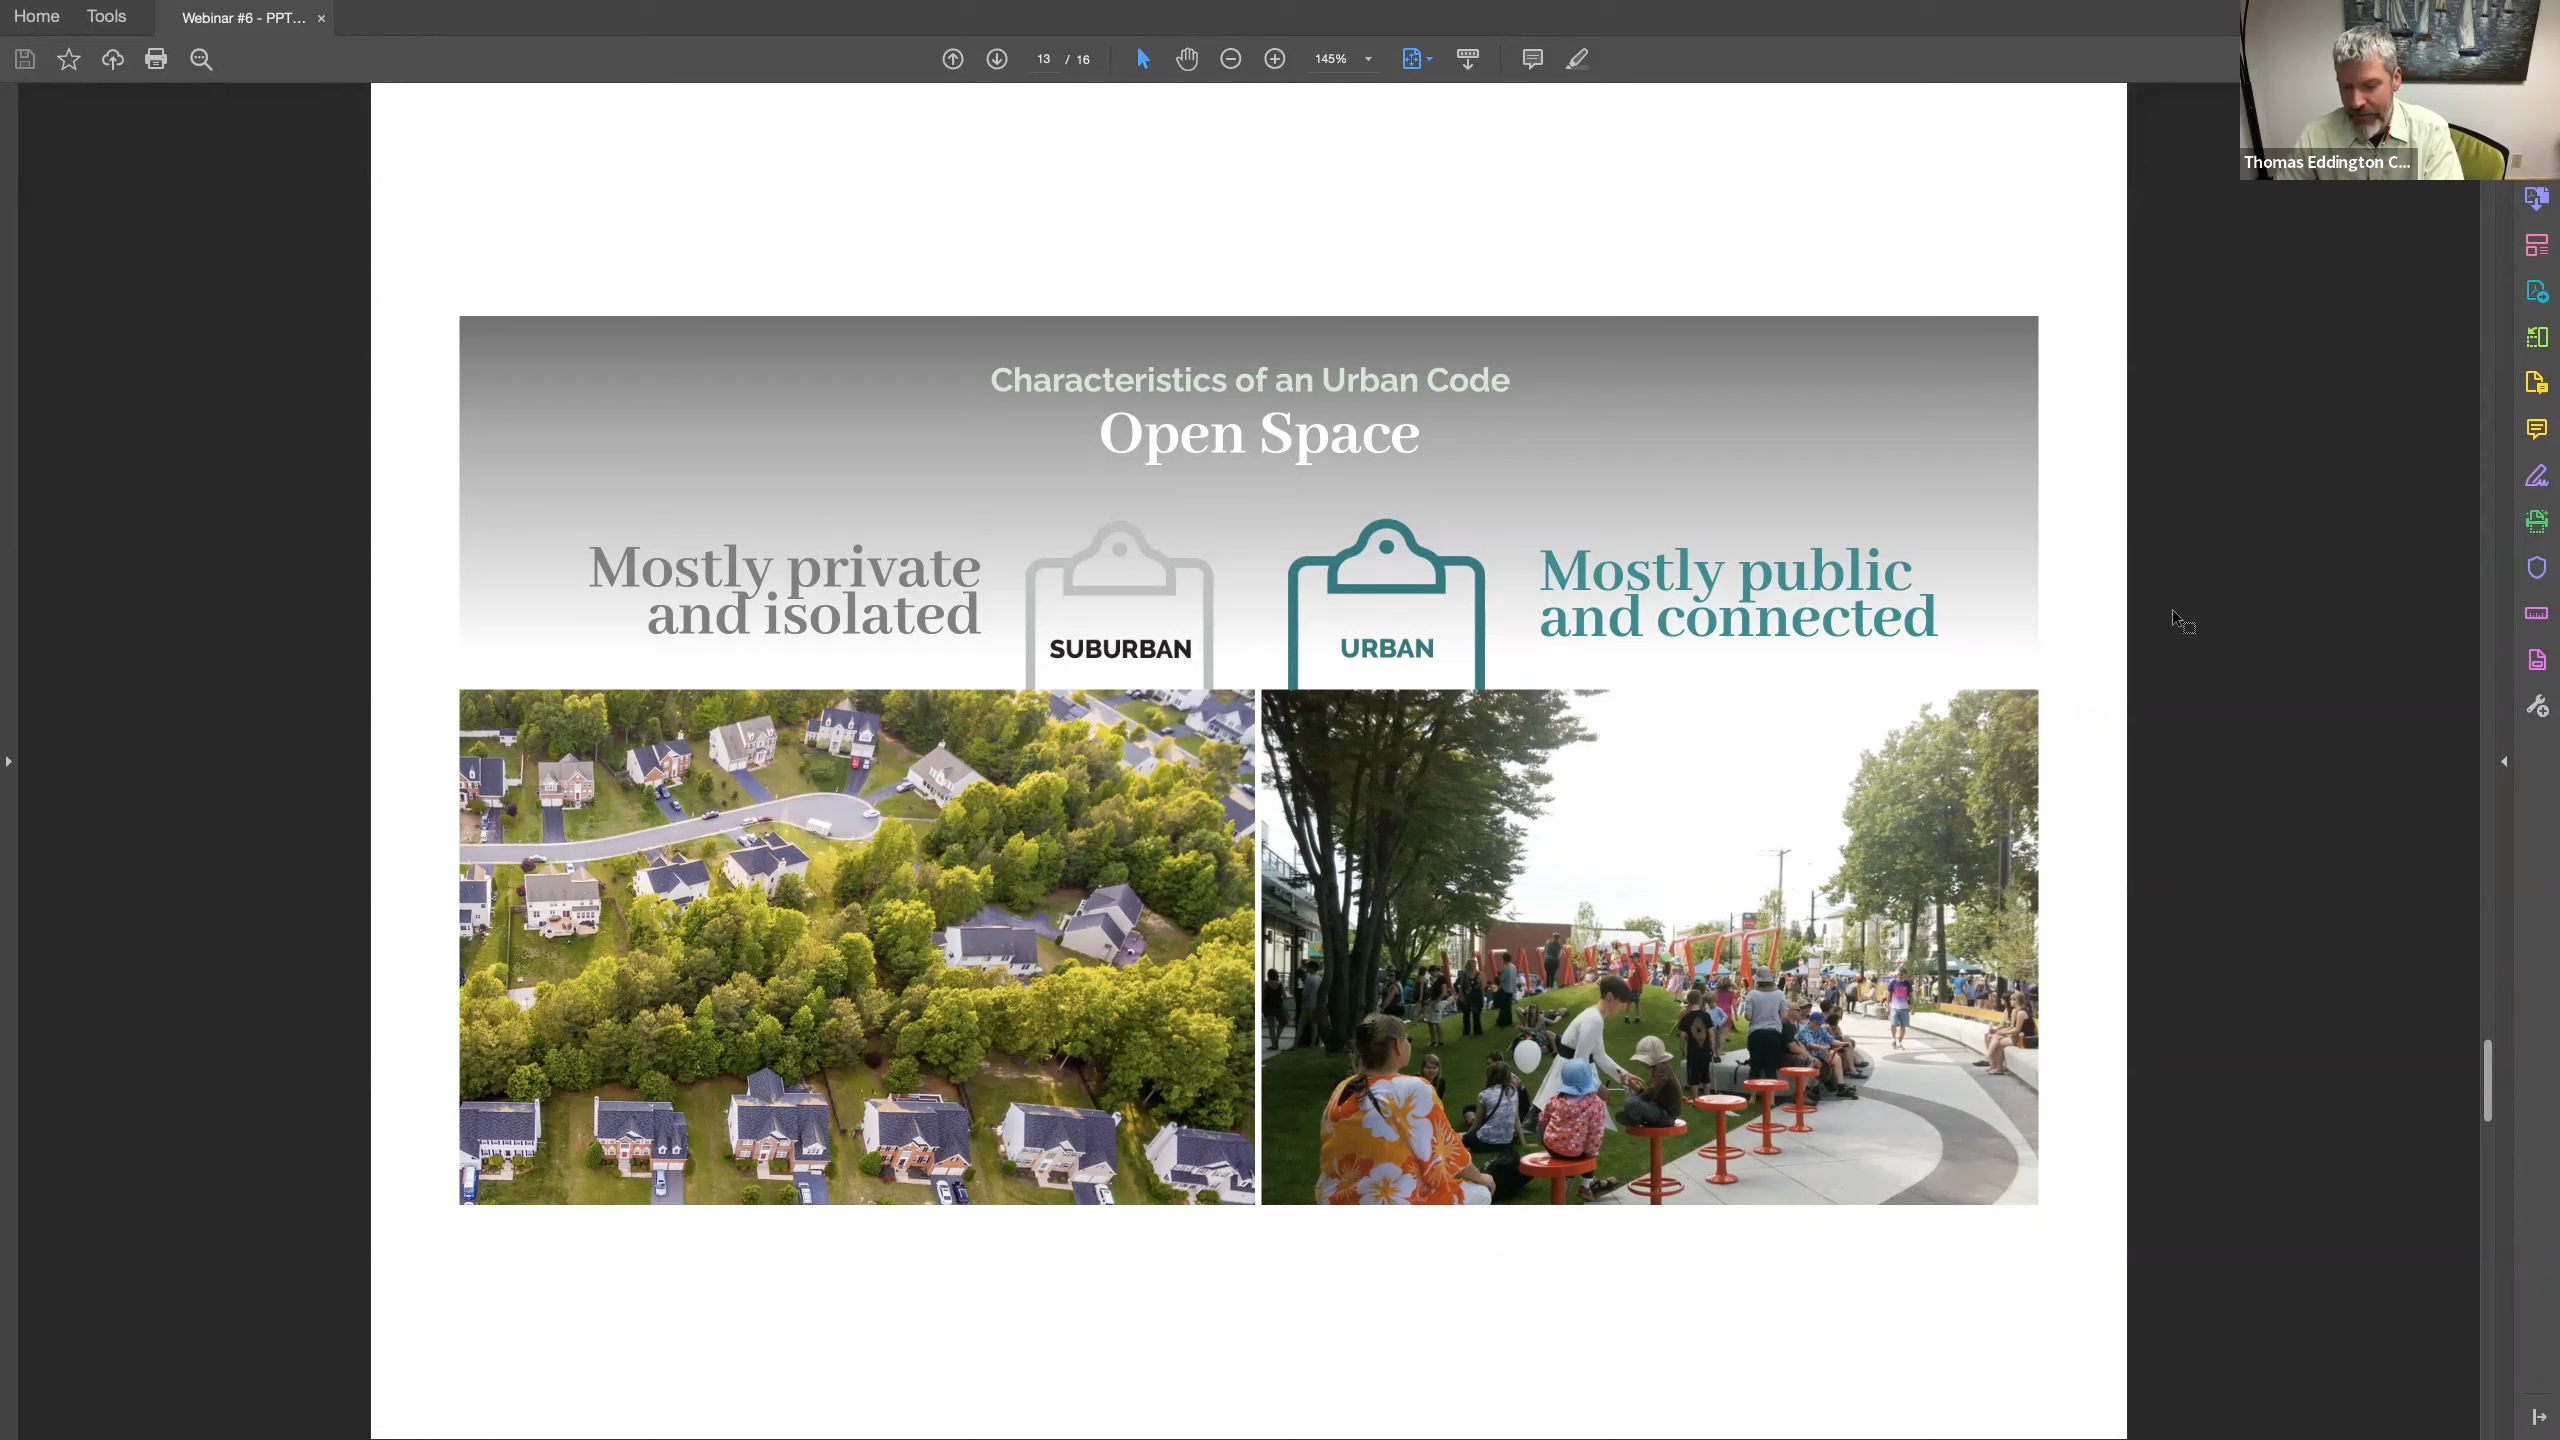 Home
Tools
Webinar #6 - PPT...
13 / 16
145%
Thomas Eddington C...
Characteristics of an Urban Code
Open Space
Mostly private
and isolated
SUBURBAN
URBAN
Mostly public
and connected